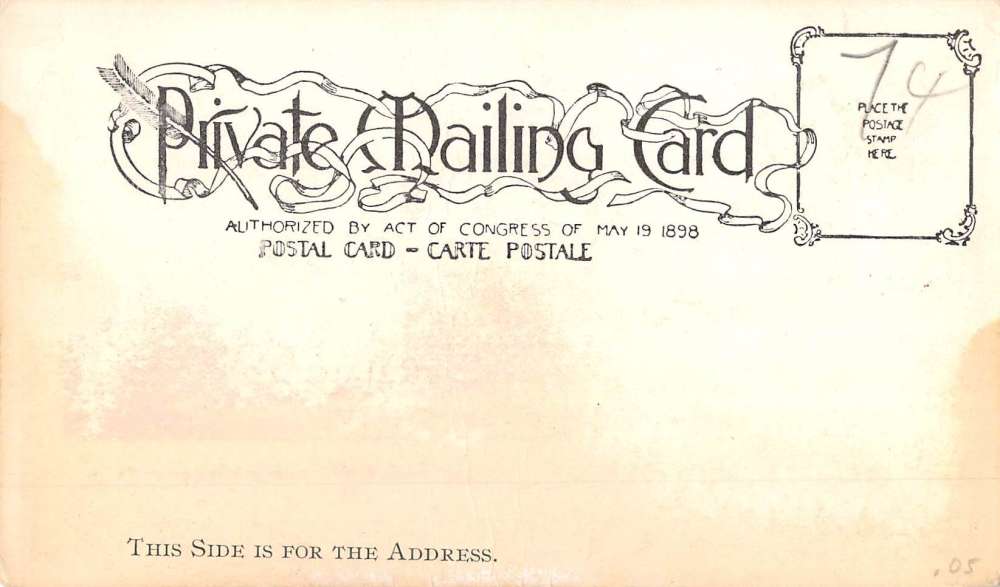 Private Mailing Card
AUTHORIZED BY ACT OF CONGRESS OF MAY 19 1898
POSTAL CARD - CARTE POSTALE
PLACE THE
POSTAGE
STAMP
HERE
74
THIS SIDE IS FOR THE ADDRESS.
.05